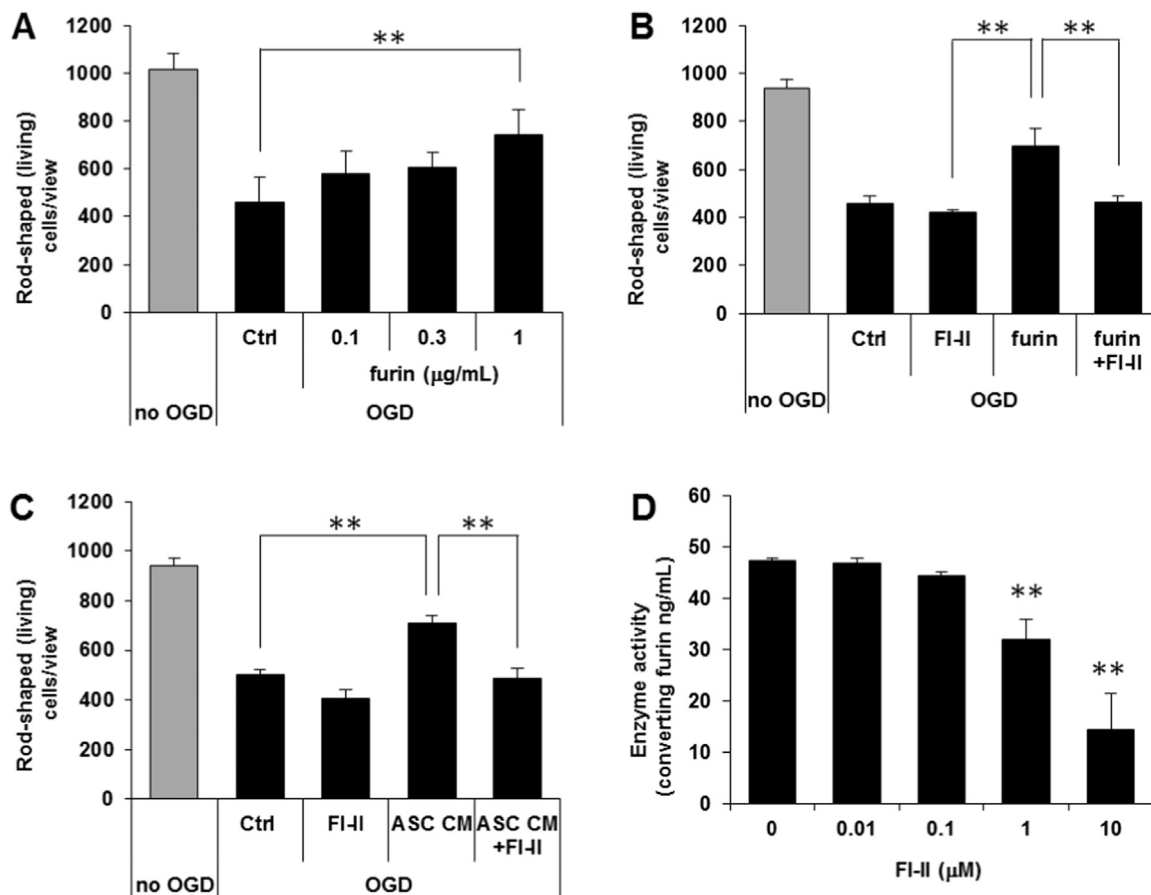 A
Rod-shaped (living)
cells/view
1200
1000
800
600
400
200
0
**
Ctrl
0.1
0.3
1
furin (μg/mL)
no OGD
OGD
B
Rod-shaped (living)
cells/view
1200
1000
800
600
400
200
0
**
**
Ctrl
FI-II
furin
furin
+FI-II
no OGD
OGD
C
Rod-shaped (living)
cells/view
1200
1000
800
600
400
200
0
**
**
Ctrl
FI-II
ASC CM
ASC CM
+FI-II
no OGD
OGD
D
Enzyme activity
(converting furin ng/mL)
60
50
40
30
20
10
0
**
**
0
0.01
0.1
1
10
FI-II (μM)